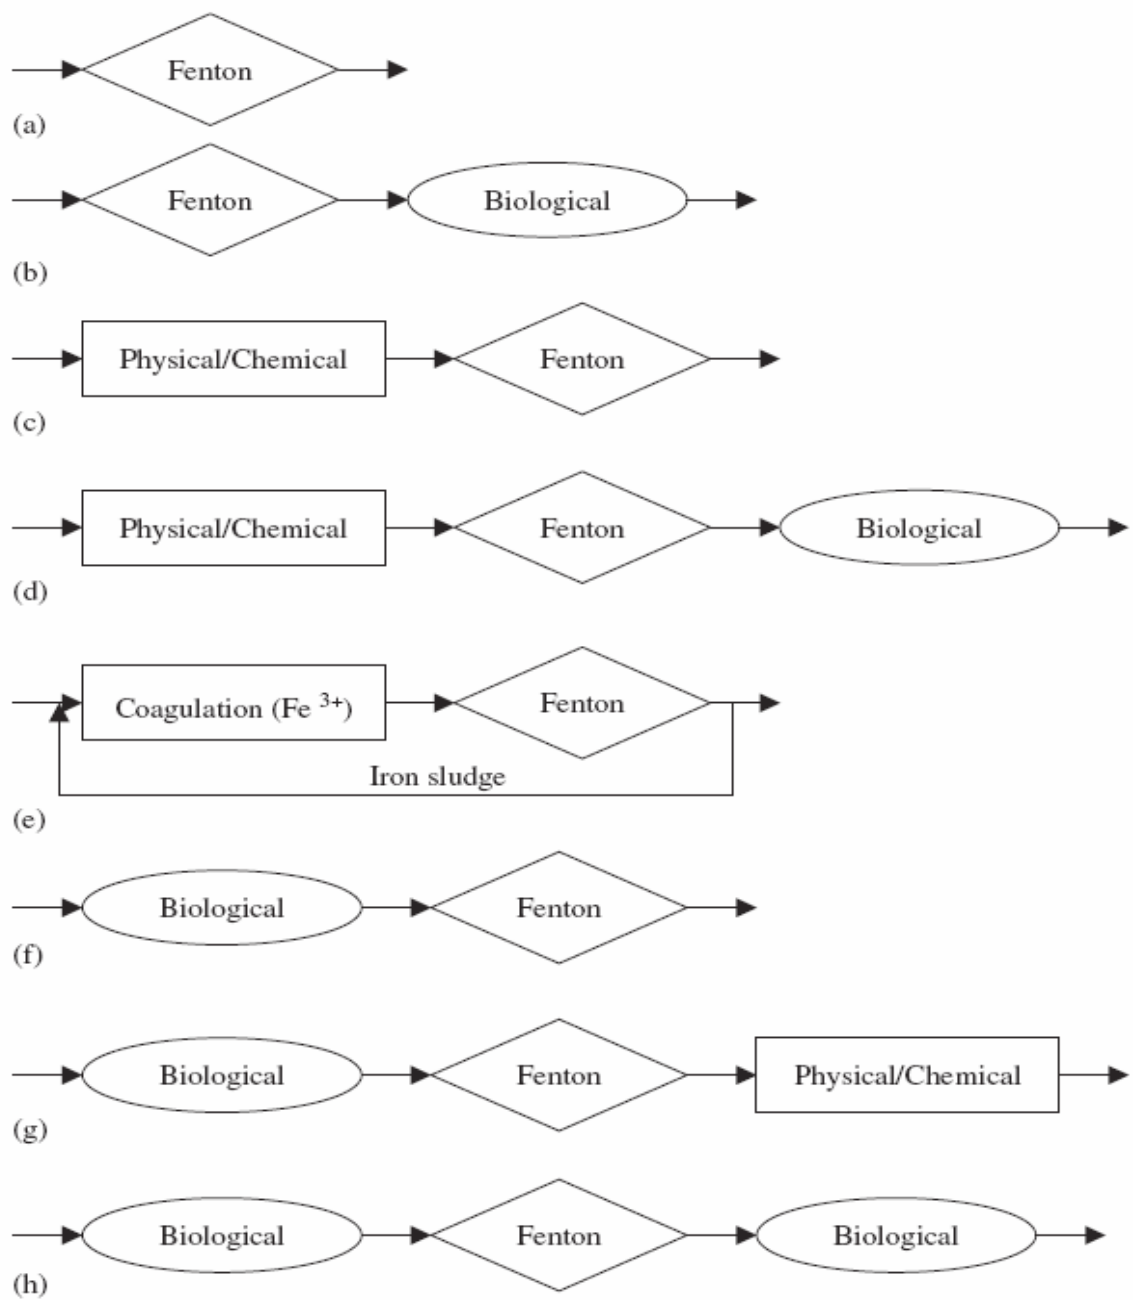 Fenton
(a)
Fenton Biological
(b)
Physical/Chemical Fenton
(c)
Physical/Chemical Fenton Biological
(d)
Coagulation (Fe 3+) Fenton
Iron sludge
(e)
Biological Fenton
(f)
Biological Fenton Physical/Chemical
(g)
Biological Fenton Biological
(h)